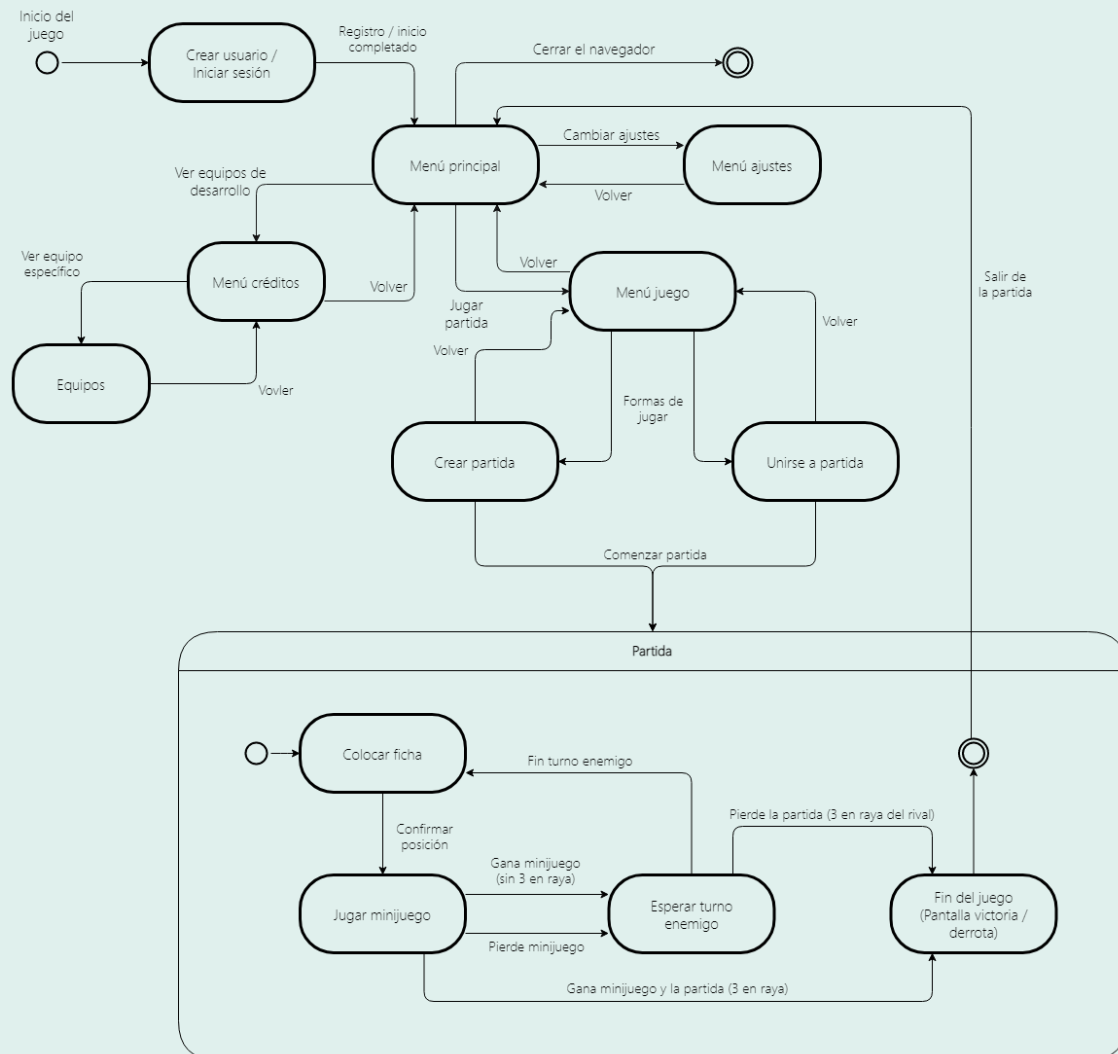 Inicio del
juego
Crear usuario /
Iniciar sesión
Registro / inicio
completado
Cerrar el navegador
Menú principal
Cambiar ajustes
Menú ajustes
Volver
Ver equipos de
desarrollo
Ver equipo
específico
Menú créditos
Volver
Equipos
Vovler
Volver
Jugar
partida
Menú juego
Volver
Volver
Formas de
jugar
Crear partida
Unirse a partida
Salir de
la partida
Comenzar partida
Partida
Colocar ficha
Fin turno enemigo
Confirmar
posición
Pierde la partida (3 en raya del rival)
Gana minijuego
(sin 3 en raya)
Jugar minijuego
Pierde minijuego
Esperar turno
enemigo
Fin del juego
(Pantalla victoria /
derrota)
Gana minijuego y la partida (3 en raya)